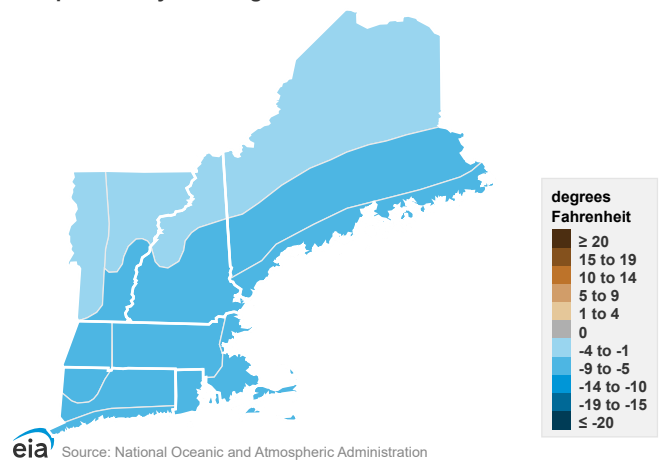 degrees
Fahrenheit
≥ 20
15 to 19
10 to 14
5 to 9
1 to 4
0
-4 to -1
-9 to -5
-14 to -10
-19 to -15
≤ -20
eia
Source: National Oceanic and Atmospheric Administration